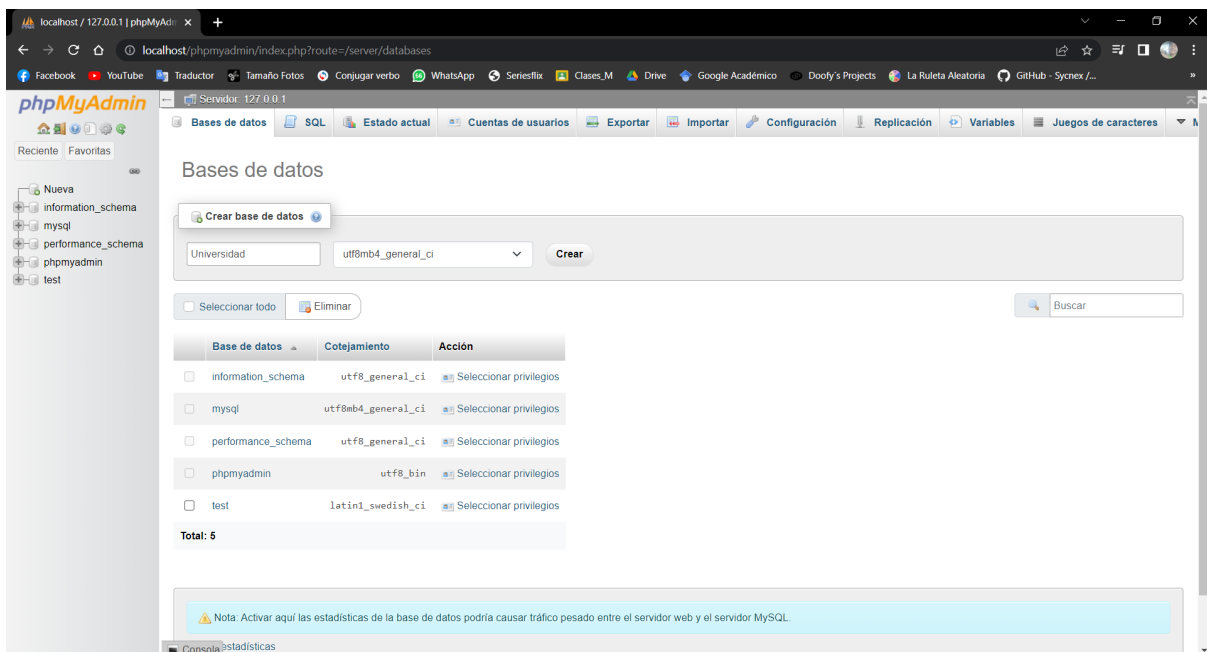 localhost / 127.0.0.1 | phpMyAdm
localhost/phpmyadmin/index.php?route=/server/databases
Facebook YouTube Traductor Tamaño Fotos Conjugar verbo WhatsApp Seriesflix Clases_M Drive Google Académico Doofy's Projects La Ruleta Aleatoria GitHub - Sycnex /... »
phpMyAdmin
Reciente Favoritas
Nueva
information_schema
mysql
performance_schema
phpmyadmin
test
Servidor: 127.0.0.1
Bases de datos SQL Estado actual Cuentas de usuarios Exportar Importar Configuración Replicación Variables Juegos de caracteres
Bases de datos
Crear base de datos
Universidad utf8mb4_general_ci Crear
Seleccionar todo Eliminar Buscar
Base de datos Cotejamiento Acción
information_schema utf8_general_ci Seleccionar privilegios
mysql utf8mb4_general_ci Seleccionar privilegios
performance_schema utf8_general_ci Seleccionar privilegios
phpmyadmin utf8_bin Seleccionar privilegios
test latin1_swedish_ci Seleccionar privilegios
Total: 5
Nota: Activar aquí las estadísticas de la base de datos podría causar tráfico pesado entre el servidor web y el servidor MySQL.
Consola estadísticas